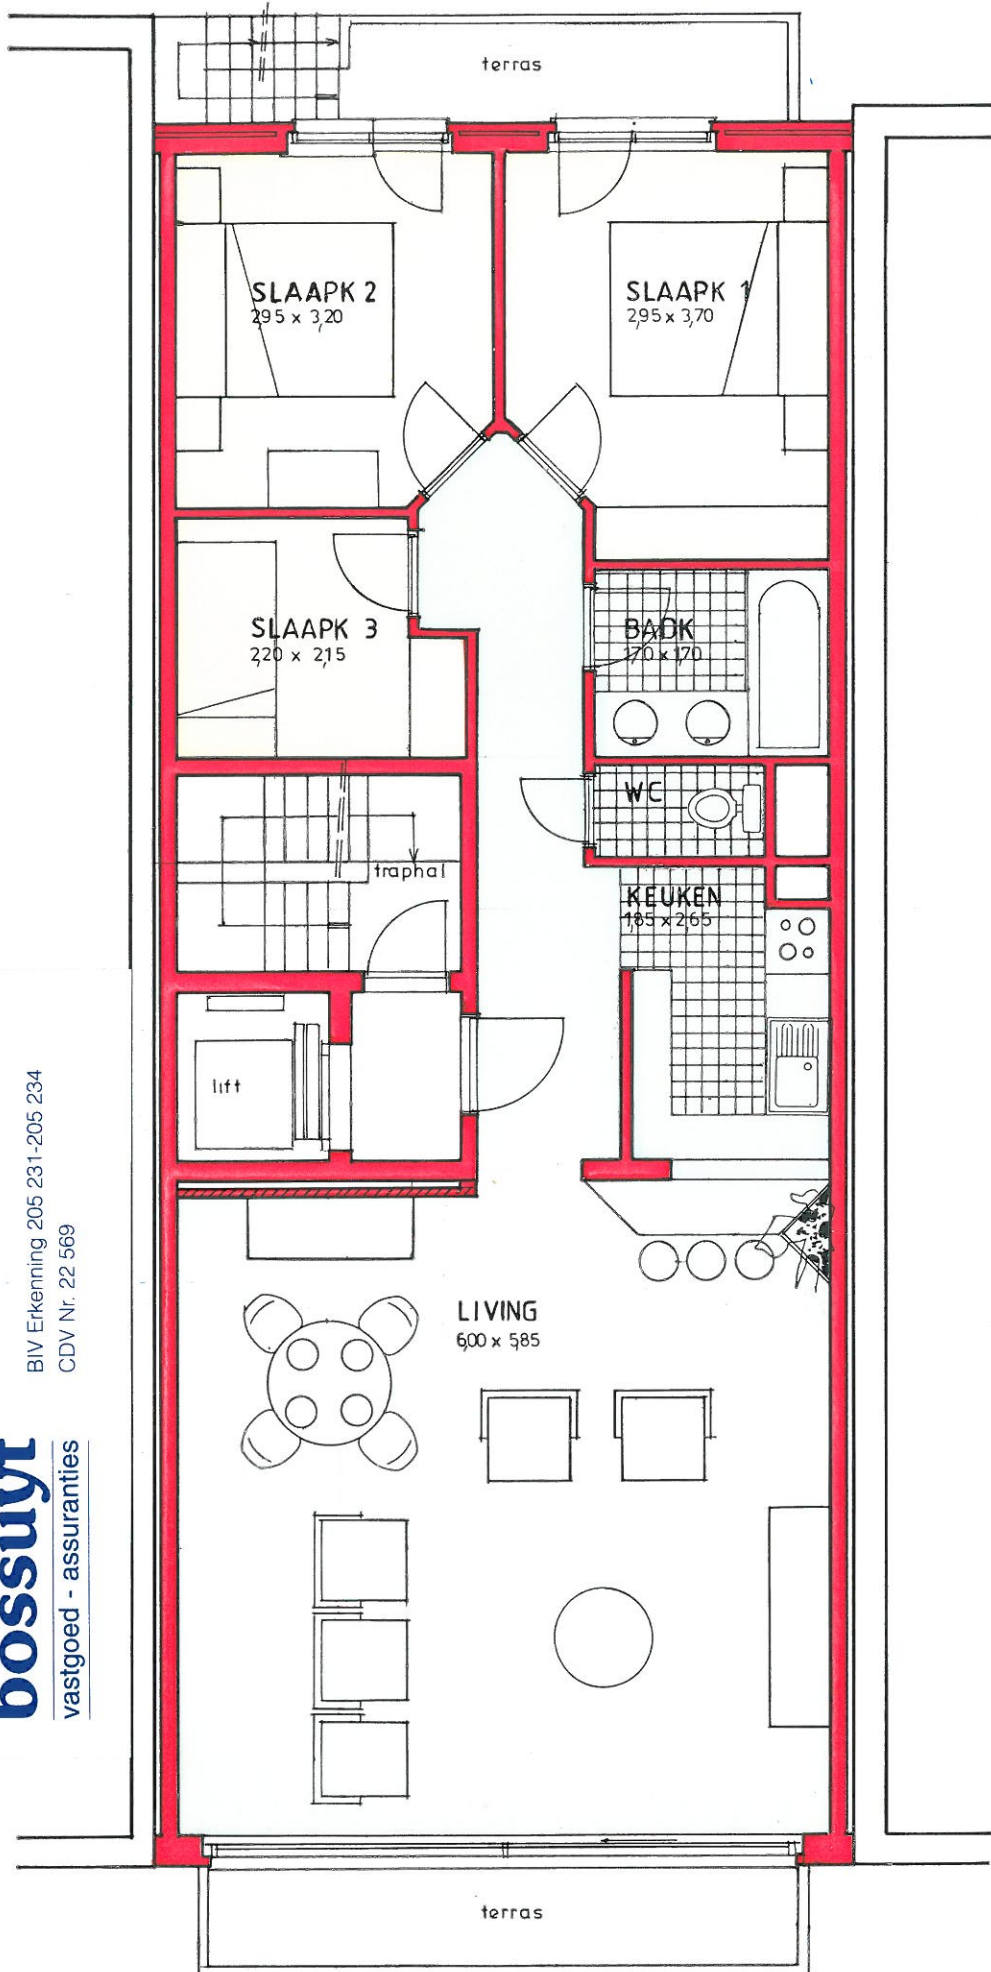 terras
SLAAPK 2
2,95 x 3,20
SLAAPK 1
2,95 x 3,70
SLAAPK 3
2,20 x 2,15
BADK
1,70 x 1,70
WC
traphal
KEUKEN
1,85 x 2,65
lift
LIVING
6,00 x 5,85
terras
bossuyt
vastgoed - assuranties
BIV Erkenning 205 231-205 234
CDV Nr. 22 569